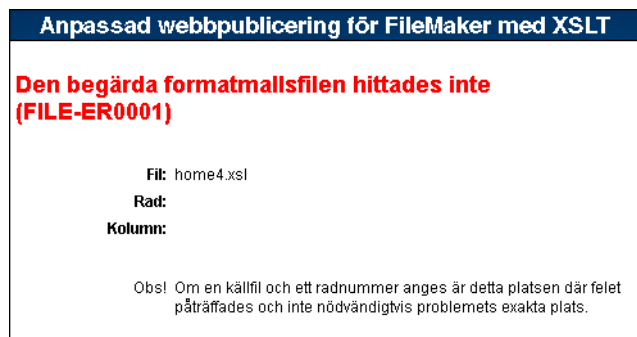 Anpassad webbpublicering för FileMaker med XSLT
Den begärda formatmallsfilen hittades inte
(FILE-ER0001)
Fil: home4.xsl
Rad:
Kolumn:
Obs! Om en källfil och ett radnummer anges är detta platsen där felet
påträffades och inte nödvändigtvis problemets exakta plats.